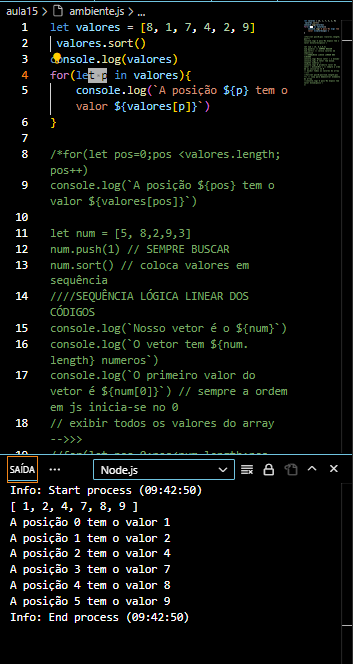 aula15 > JS ambiente.js > ...
1 let valores = [8, 1, 7, 4, 2, 9]
2 valores.sort()
3 console.log(valores)
4 for(let p in valores){
5 console.log(`A posição ${p} tem o
valor ${valores[p]}`)
6 }
7
8 /*for(let pos=0;pos <valores.length;
pos++)
9 console.log(`A posição ${pos} tem o
valor ${valores[pos]}`)
10
11 let num = [5, 8,2,9,3]
12 num.push(1) // SEMPRE BUSCAR
13 num.sort() // coloca valores em
sequência
14 ////SEQUÊNCIA LÓGICA LINEAR DOS
CÓDIGOS
15 console.log(`Nosso vetor é o ${num}`)
16 console.log(`O vetor tem ${num.
length} numeros`)
17 console.log(`O primeiro valor do
vetor é ${num[0]}`) // sempre a ordem
em js inicia-se no 0
18 // exibir todos os valores do array
-->>>
SAÍDA ... Node.js
Info: Start process (09:42:50)
[ 1, 2, 4, 7, 8, 9 ]
A posição 0 tem o valor 1
A posição 1 tem o valor 2
A posição 2 tem o valor 4
A posição 3 tem o valor 7
A posição 4 tem o valor 8
A posição 5 tem o valor 9
Info: End process (09:42:50)